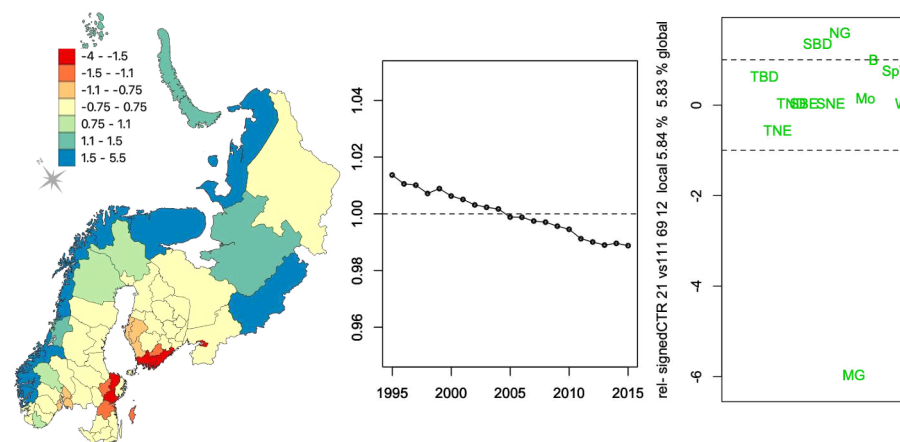 -4 - -1.5
-1.5 - -1.1
-1.1 - -0.75
-0.75 - 0.75
0.75 - 1.1
1.1 - 1.5
1.5 - 5.5
N
1.04
1.02
1.00
0.98
0.96
1995
2000
2005
2010
2015
rel- signedCTR 21 vs111 69 12 local 5.84 % 5.83 % global
0
-2
-4
-6
NG
SBD
B
TBD
Mo
SNE
TNE
MG